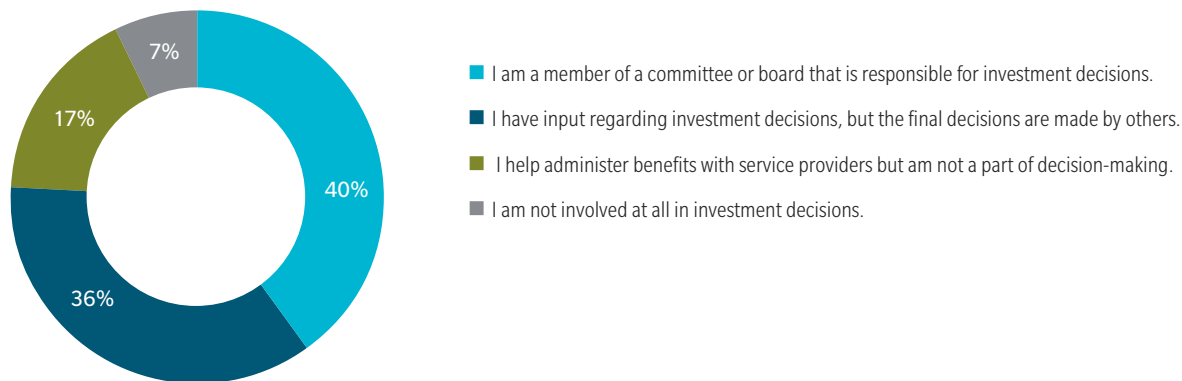 7%
17%
40%
36%
I am a member of a committee or board that is responsible for investment decisions.
I have input regarding investment decisions, but the final decisions are made by others.
I help administer benefits with service providers but am not a part of decision-making.
I am not involved at all in investment decisions.